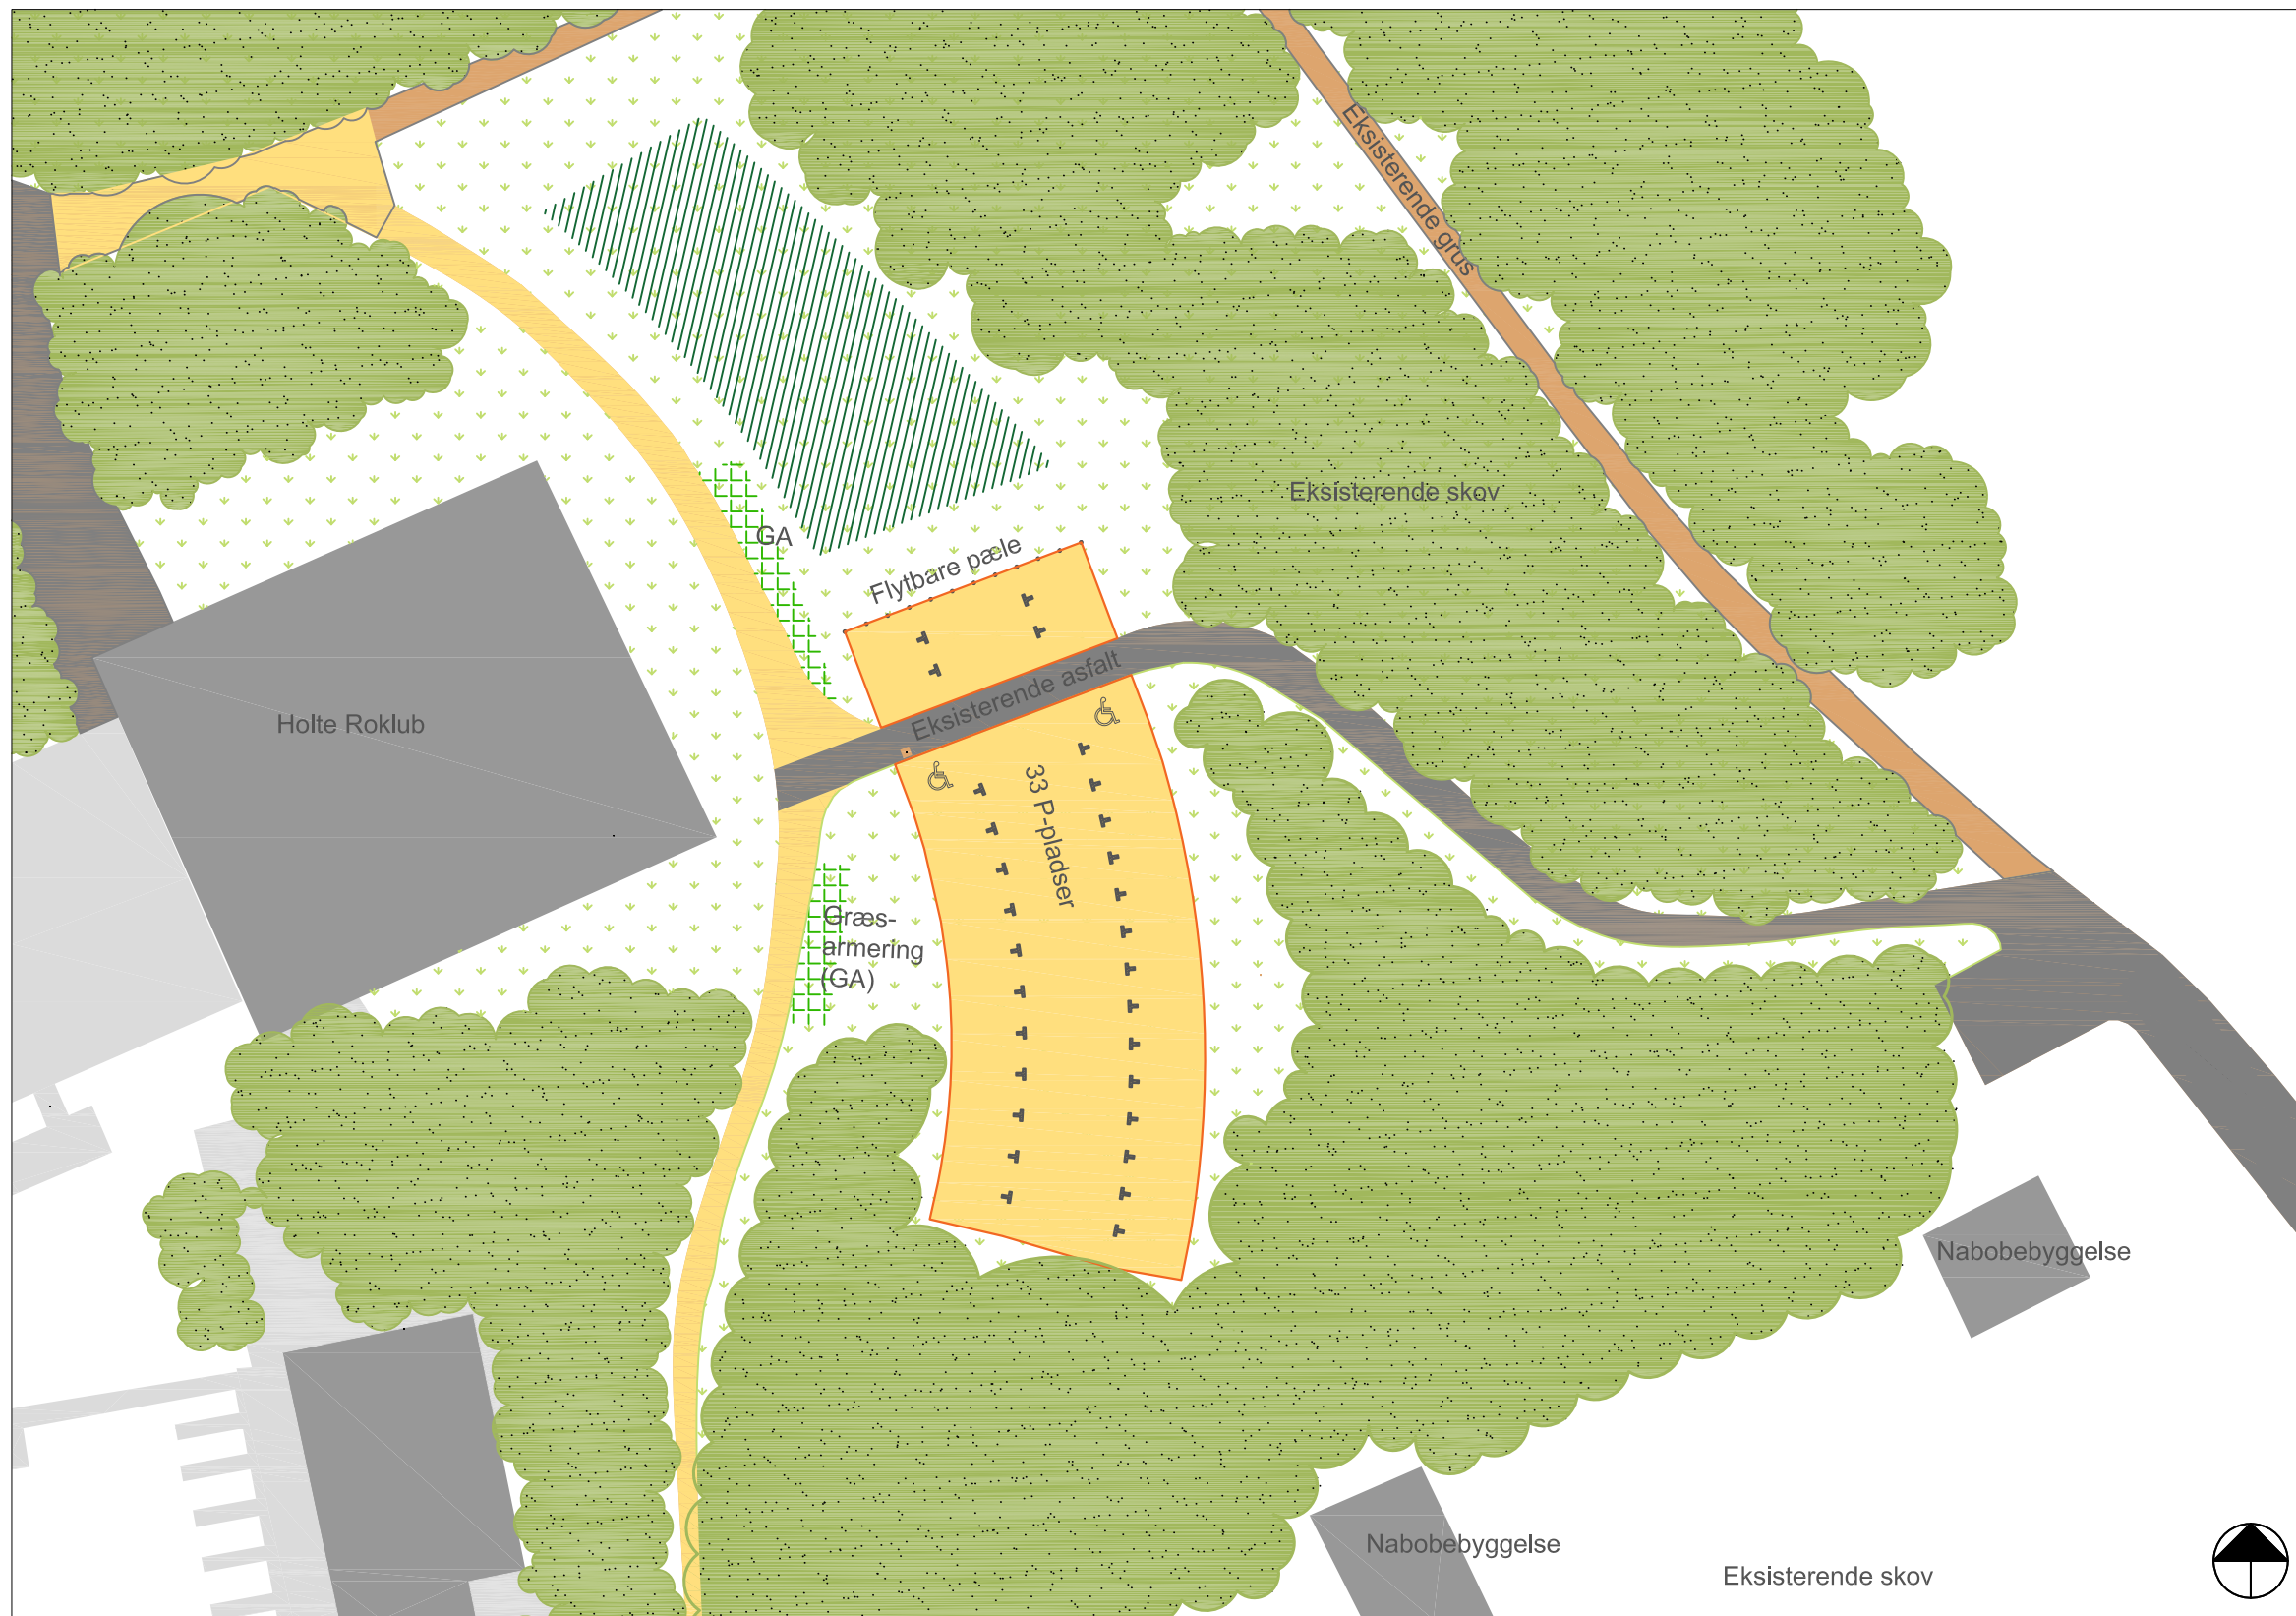 Eksisterende grus
Eksisterende skov
GA
Flytbare pæle
Eksisterende asfalt
Holte Roklub
33 P-pladser
Græs-
armering
(GA)
Nabobebyggelse
Nabobebyggelse
Eksisterende skov